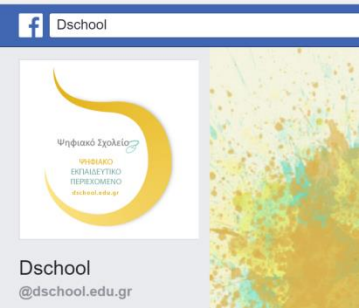 Dschool
Ψηφιακό Σχολείο
ΨΗΦΙΑΚΟ
ΕΚΠΑΙΔΕΥΤΙΚΟ
ΠΕΡΙΕΧΟΜΕΝΟ
dschool.edu.gr
Dschool
@dschool.edu.gr